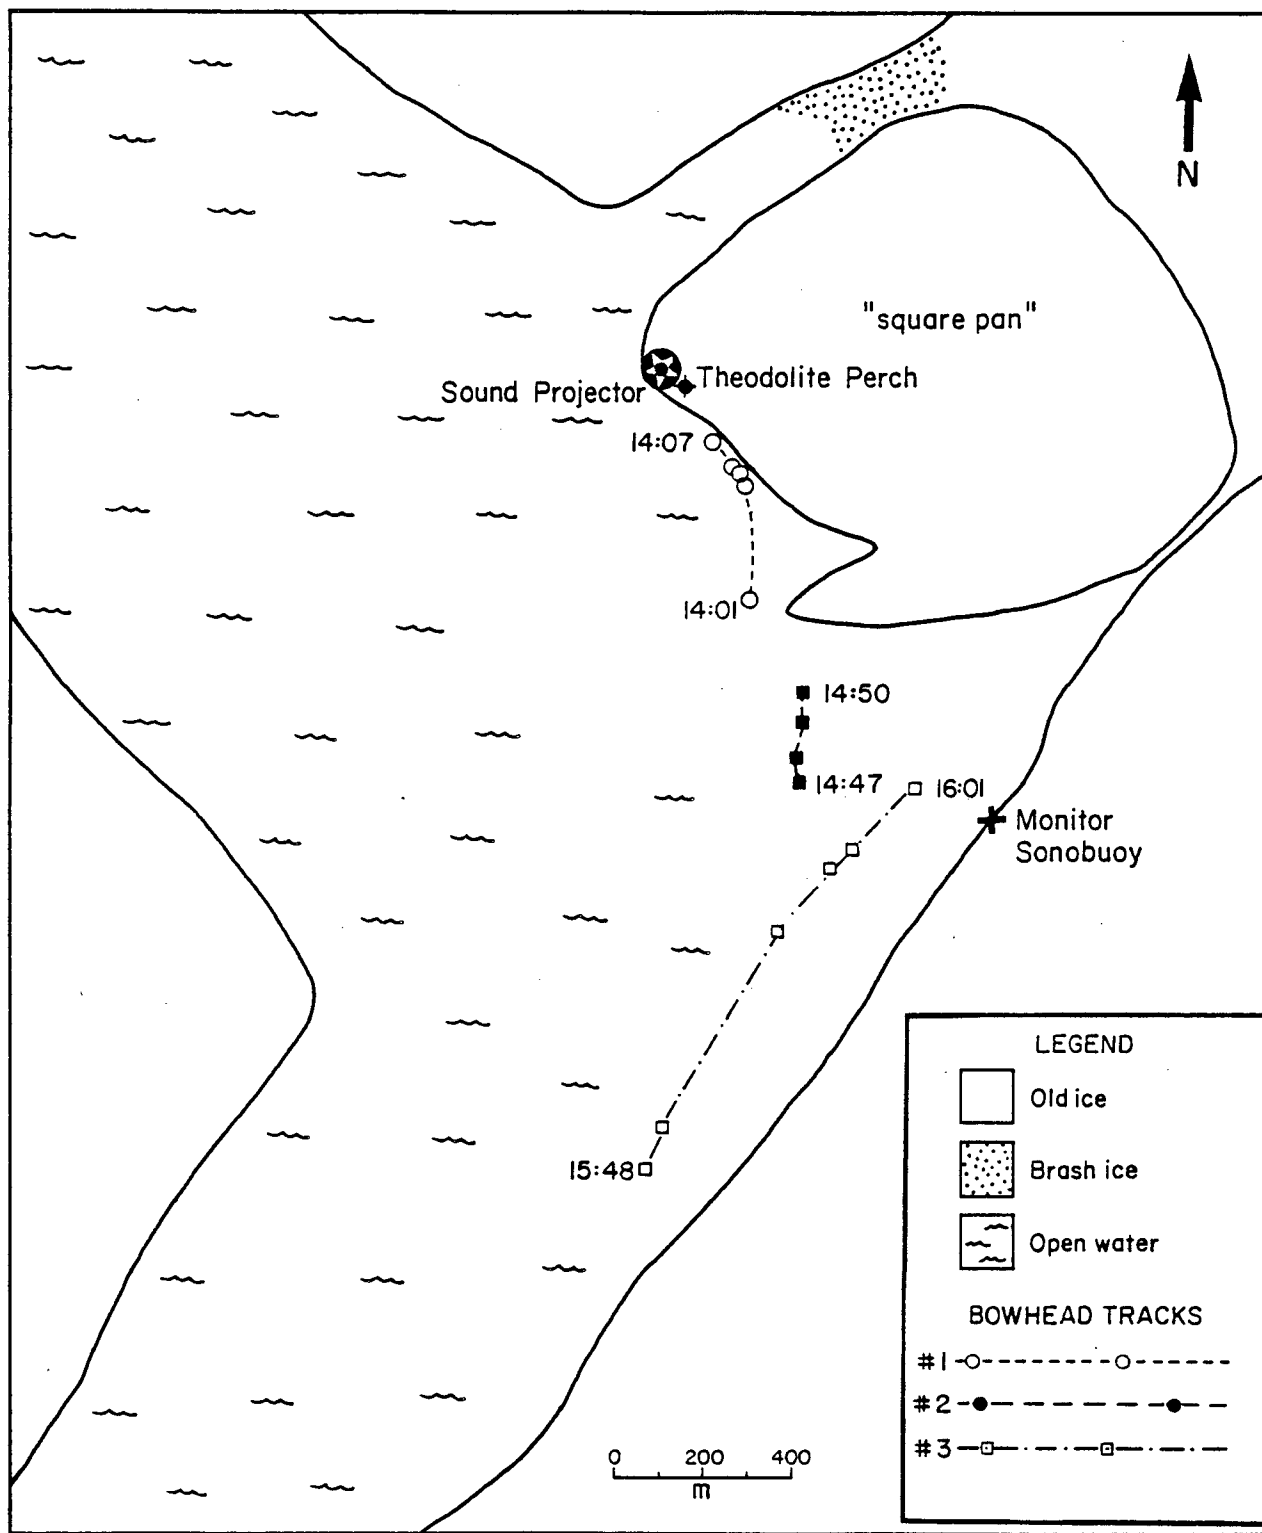 N
"square pan"
Theodolite Perch
Sound Projector
14:07
14:01
14:50
14:47
16:01
Monitor
Sonobuoy
15:48
LEGEND
Old ice
Brash ice
Open water
BOWHEAD TRACKS
#1
#2
#3
0 200 400
m